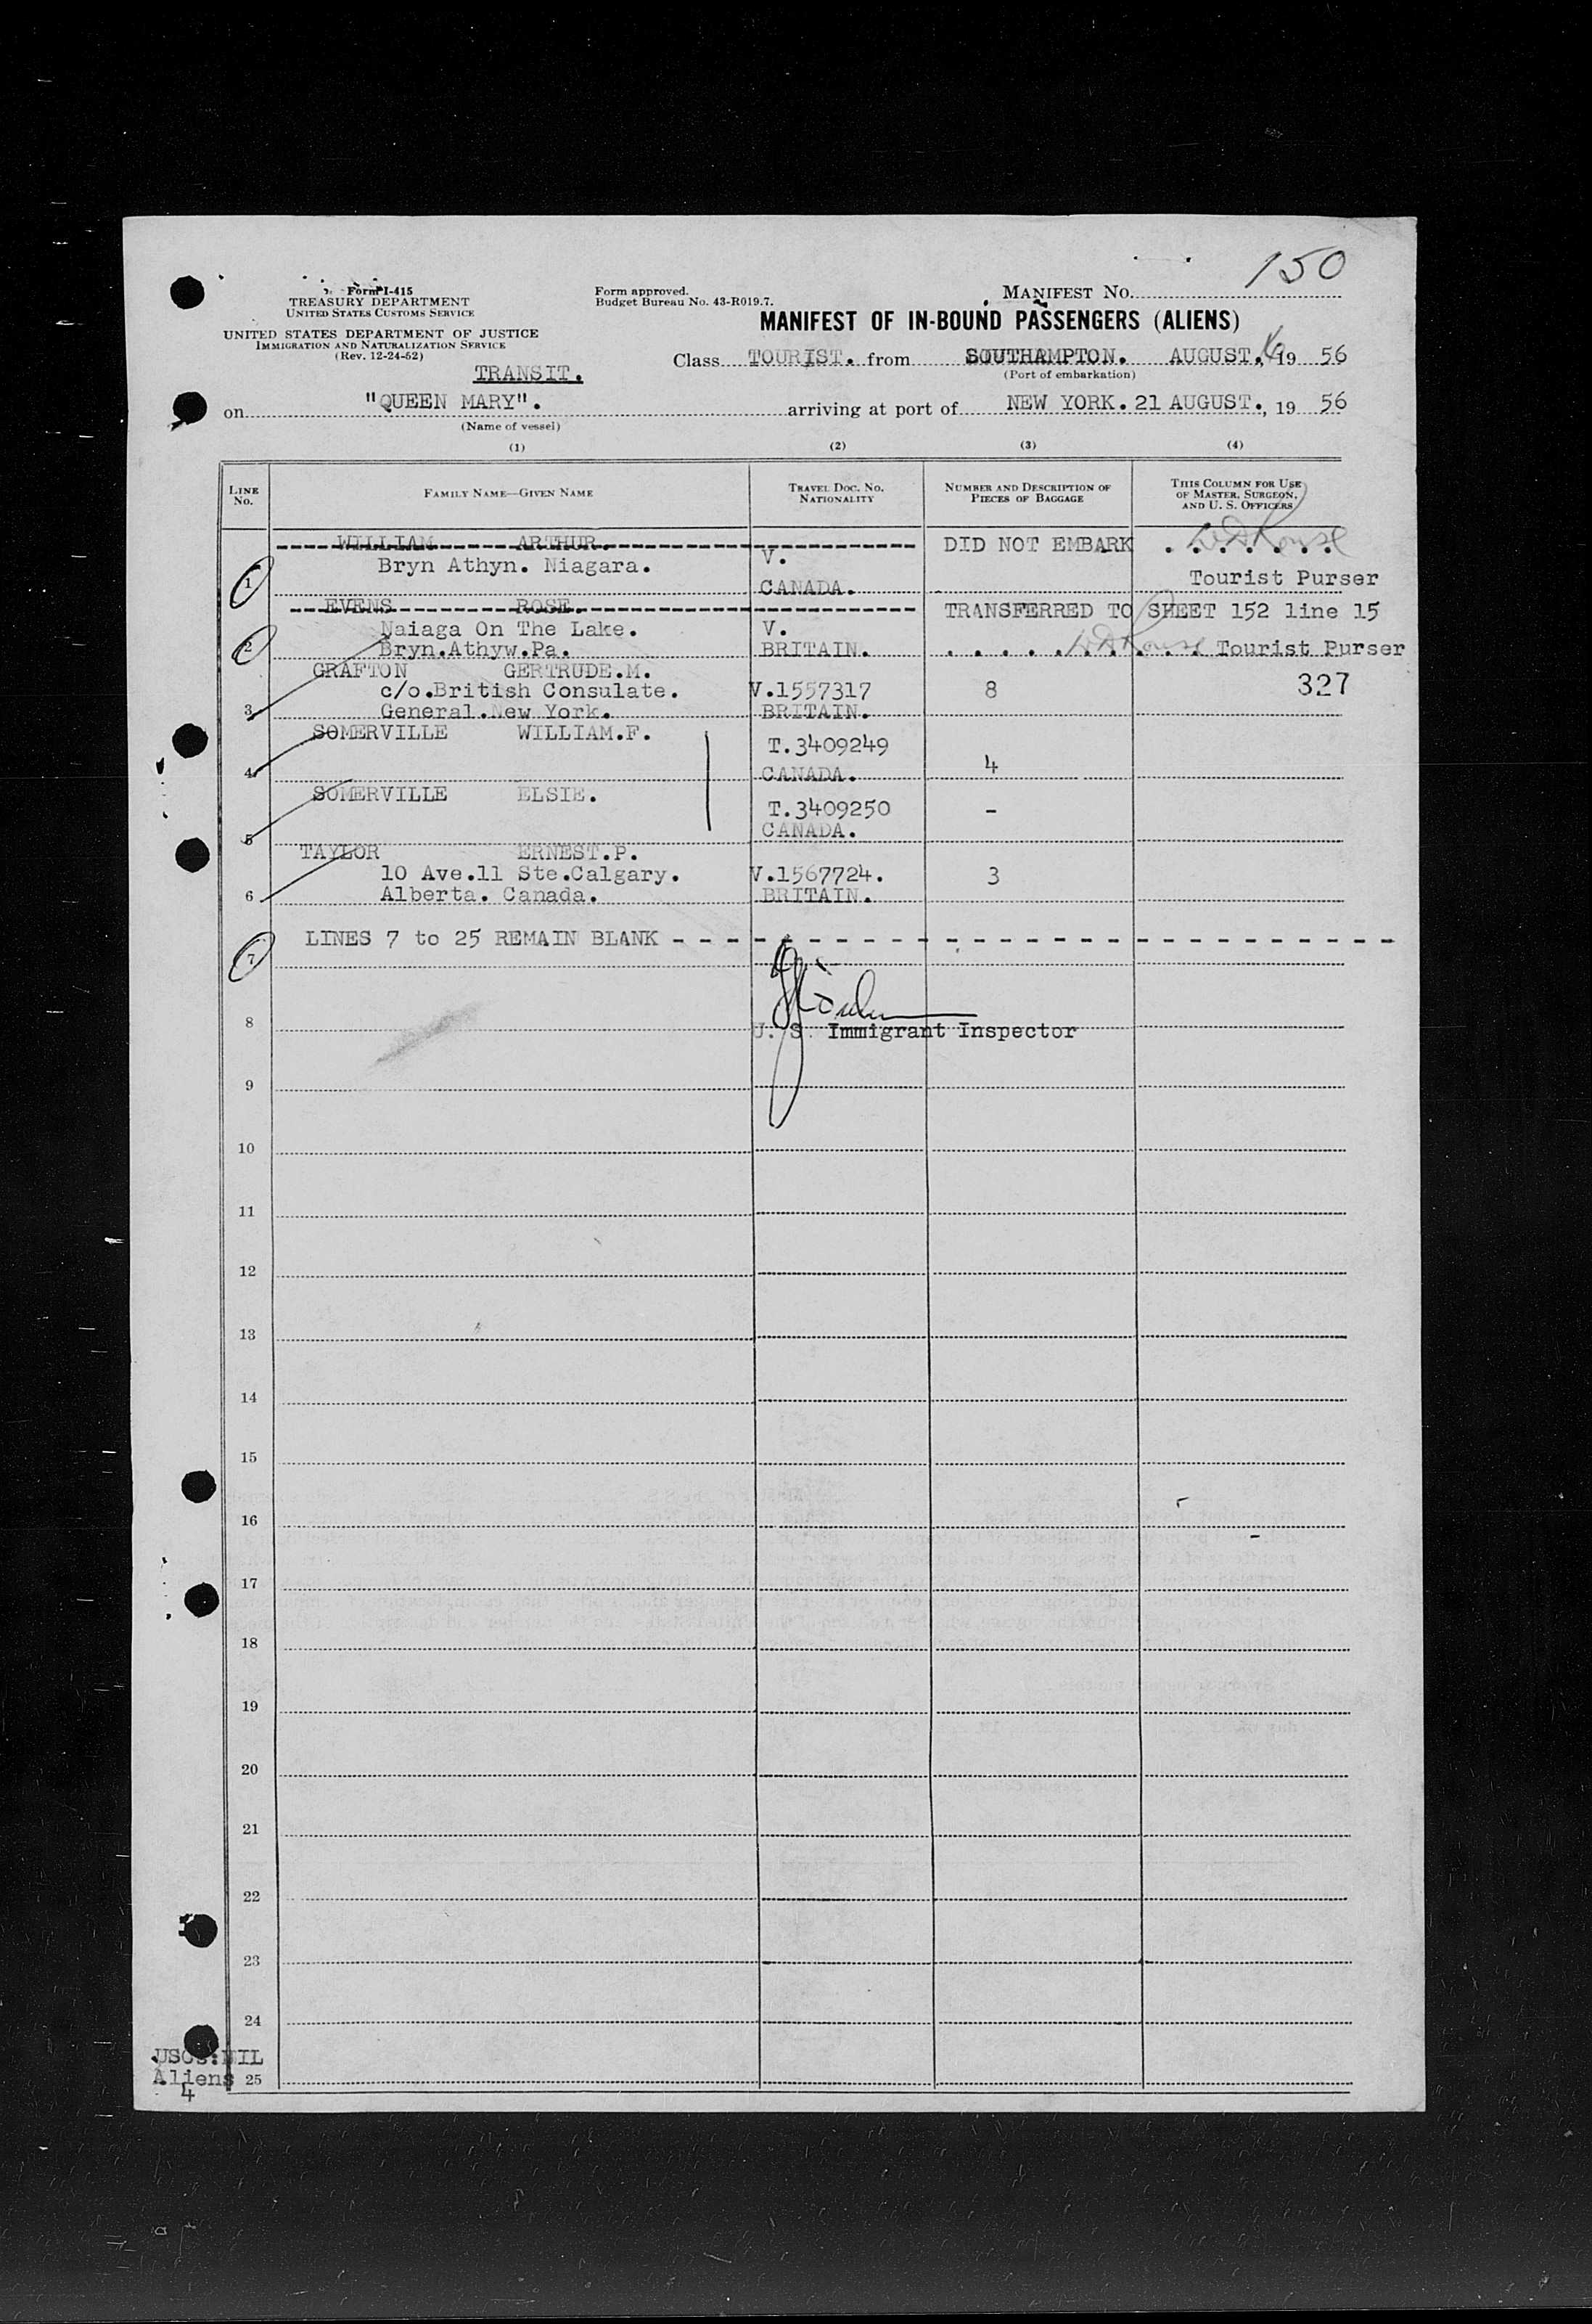 150
Form I-415
TREASURY DEPARTMENT
UNITED STATES CUSTOMS SERVICE
UNITED STATES DEPARTMENT OF JUSTICE
IMMIGRATION AND NATURALIZATION SERVICE
(Rev. 12-24-52)
Form approved.
Budget Bureau No. 43-R019.7.
MANIFEST No.
MANIFEST OF IN-BOUND PASSENGERS (ALIENS)
Class TOURIST. from SOUTHAMPTON. AUGUST., 19 56
(Port of embarkation)
TRANSIT.
on "QUEEN MARY". arriving at port of NEW YORK. 21 AUGUST., 19 56
(Name of vessel)
(1) (2) (3) (4)
LINE No. FAMILY NAME—GIVEN NAME TRAVEL DOC. NO. NATIONALITY NUMBER AND DESCRIPTION OF PIECES OF BAGGAGE THIS COLUMN FOR USE OF MASTER, SURGEON, AND U. S. OFFICERS
WILLIAM ARTHUR. DID NOT EMBARK . . . . . . .
Bryn Athyn. Niagara. V.
1 CANADA. Tourist Purser
EVENS ROSE. TRANSFERRED TO SHEET 152 line 15
Naiaga On The Lake. V.
2 Bryn.Athyw.Pa. BRITAIN. . . . . . . . . . . Tourist Purser
GRAFTON GERTRUDE.M.
c/o.British Consulate. V.1557317 8 327
3 General.New York. BRITAIN.
SOMERVILLE WILLIAM.F.
T.3409249
4 CANADA. 4
SOMERVILLE ELSIE.
T.3409250 -
5 CANADA.
TAYLOR ERNEST.P.
10 Ave.11 Ste.Calgary. V.1567724. 3
6 Alberta. Canada. BRITAIN.
LINES 7 to 25 REMAIN BLANK - - - - - - - - - - - - - - - - - - - - - - - - - -
7
8
U. S. Immigrant Inspector
9
10
11
12
13
14
15
16
17
18
19
20
21
22
23
24
USCs:NIL
Aliens 25
4